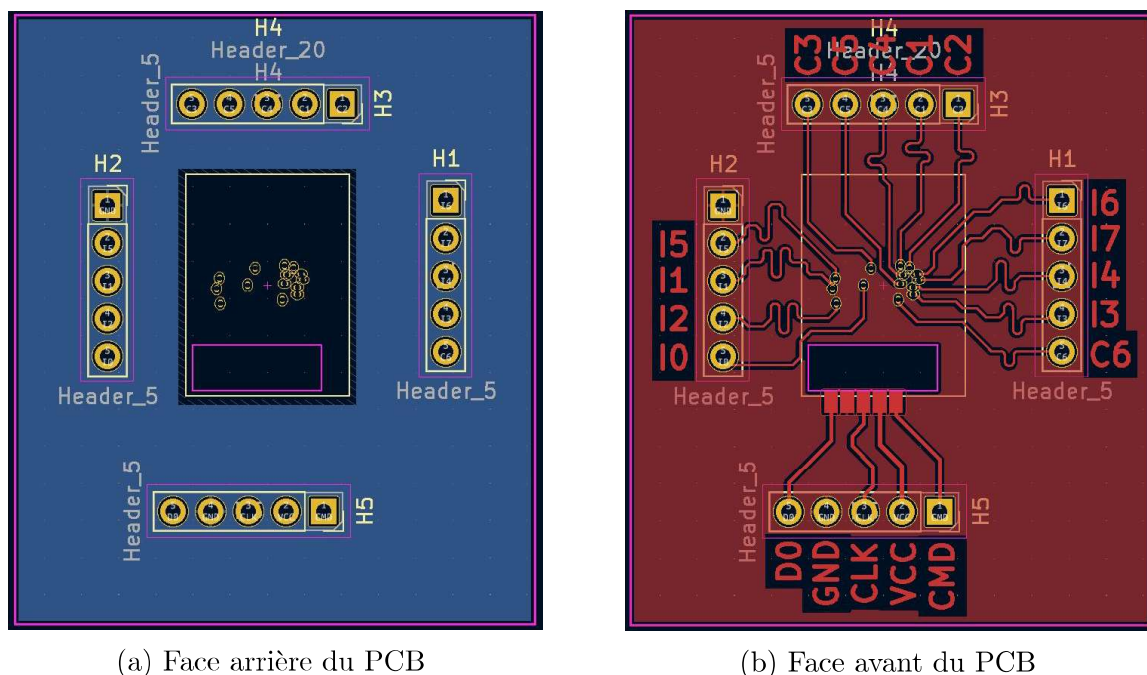 H4
Header_20
H4
Header_5
H3
H2
H1
Header_5
Header_5
Header_5
H5
(a) Face arrière du PCB
H4
Header_20
H4
C3
C5
C4
C1
C2
Header_5
H3
H2
H1
I5
I1
I2
I0
I6
I7
I4
I3
C6
Header_5
Header_5
Header_5
H5
D0
GND
CLK
VCC
CMD
(b) Face avant du PCB